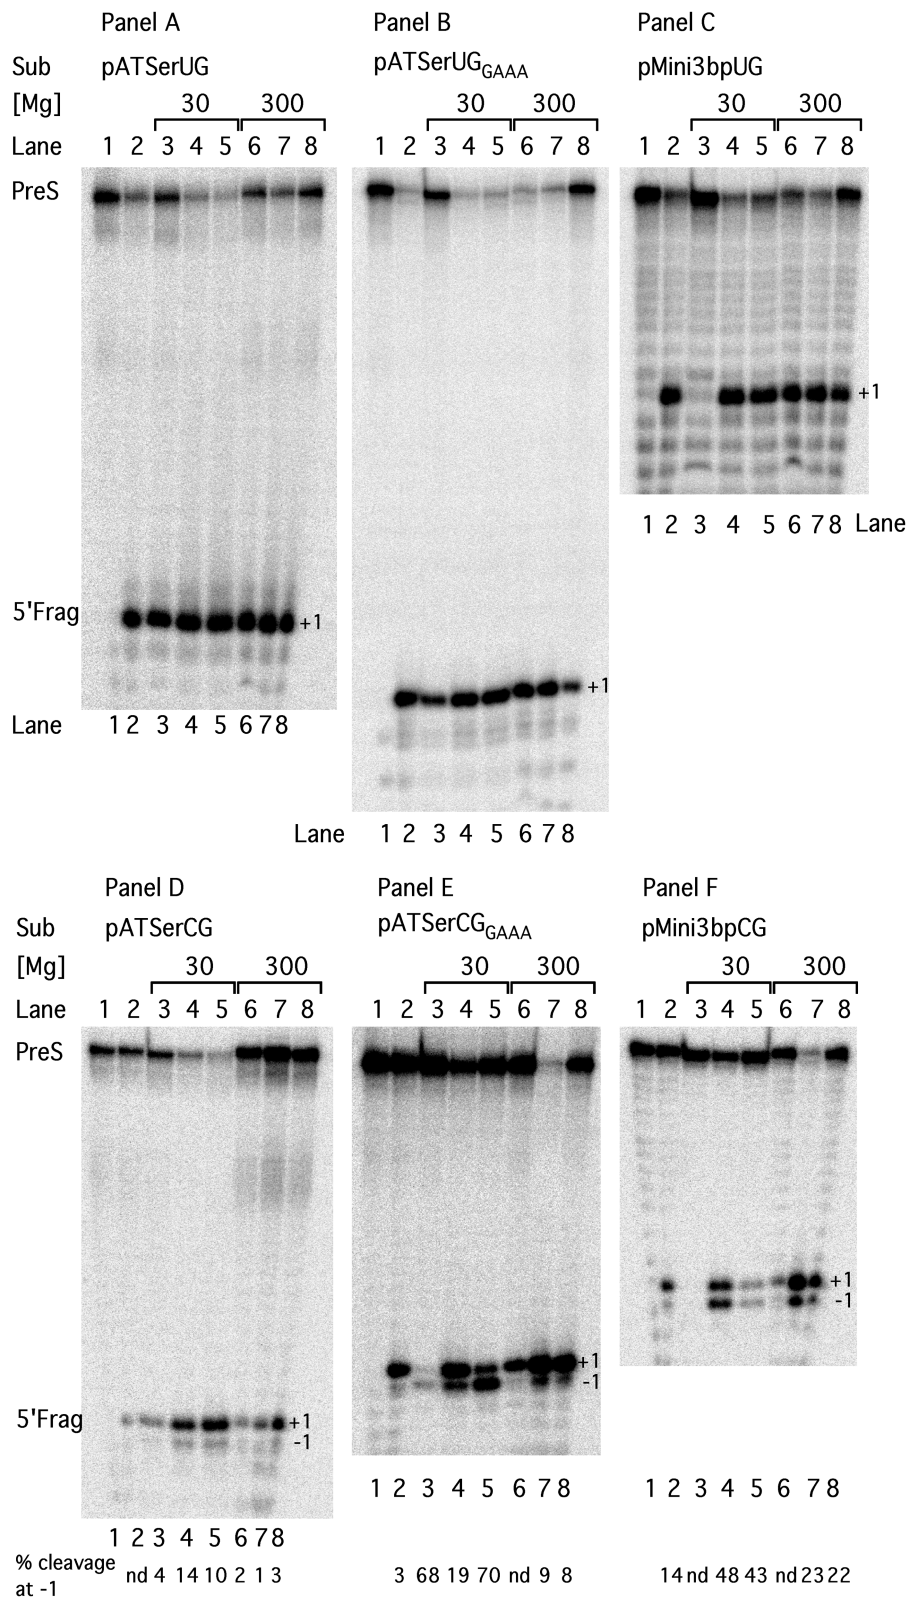 Panel A Panel B Panel C
Sub pATSerUG pATSerUGGAAA pMini3bpUG
[Mg] 30 300 30 300 30 300
Lane 1 2 3 4 5 6 7 8 1 2 3 4 5 6 7 8 1 2 3 4 5 6 7 8
PreS
+1
1 2 3 4 5 6 7 8 Lane
5'Frag +1
+1
Lane 1 2 3 4 5 6 7 8
Lane 1 2 3 4 5 6 7 8
Panel D Panel E Panel F
Sub pATSerCG pATSerCGGAAA pMini3bpCG
[Mg] 30 300 30 300 30 300
Lane 1 2 3 4 5 6 7 8 1 2 3 4 5 6 7 8 1 2 3 4 5 6 7 8
PreS
+1
-1
+1
-1
5'Frag +1
-1
1 2 3 4 5 6 7 8 1 2 3 4 5 6 7 8
1 2 3 4 5 6 7 8
% cleavage
at -1 nd 4 14 10 2 1 3 3 68 19 70 nd 9 8 14 nd 48 43 nd 23 22